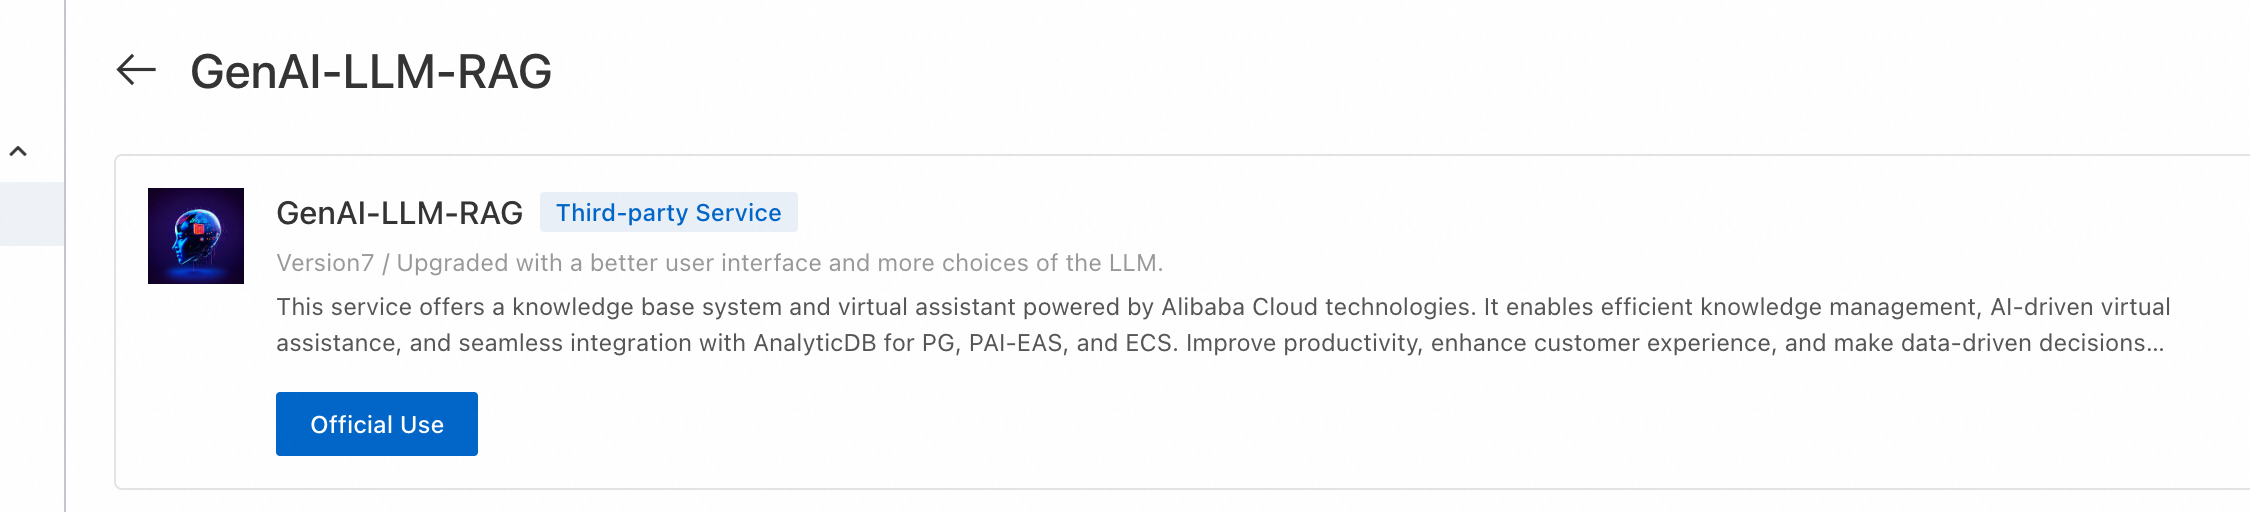 GenAI-LLM-RAG
GenAI-LLM-RAG Third-party Service
Version7 / Upgraded with a better user interface and more choices of the LLM.
This service offers a knowledge base system and virtual assistant powered by Alibaba Cloud technologies. It enables efficient knowledge management, AI-driven virtual
assistance, and seamless integration with AnalyticDB for PG, PAI-EAS, and ECS. Improve productivity, enhance customer experience, and make data-driven decisions...
Official Use